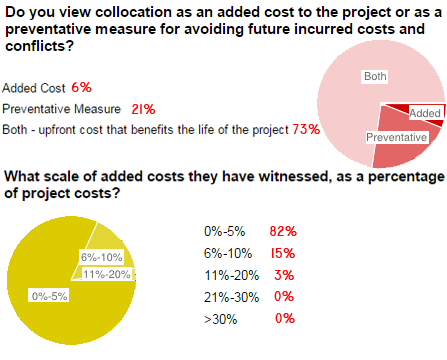 Do you view collocation as an added cost to the project or as a
preventative measure for avoiding future incurred costs and
conflicts?
Both
Added Cost 6%
Preventative Measure 21%
Added
Both - upfront cost that benefits the life of the project 73%
Preventative
What scale of added costs they have witnessed, as a percentage
of project costs?
0%-5% 82%
6%-10% 15%
11%-20% 3%
21%-30% 0%
>30% 0%
6%-10%
11%-20%
0%-5%